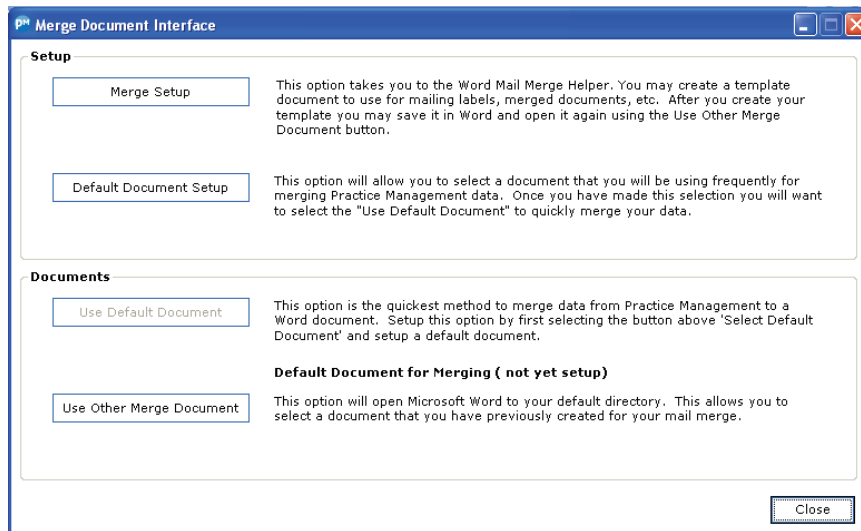 PM Merge Document Interface
Setup
Merge Setup
This option takes you to the Word Mail Merge Helper. You may create a template
document to use for mailing labels, merged documents, etc.  After you create your
template you may save it in Word and open it again using the Use Other Merge
Document button.
Default Document Setup
This option will allow you to select a document that you will be using frequently for
merging Practice Management data.  Once you have made this selection you will want
to select the "Use Default Document" to quickly merge your data.
Documents
Use Default Document
This option is the quickest method to merge data from Practice Management to a
Word document.  Setup this option by first selecting the button above 'Select Default
Document' and setup a default document.
Default Document for Merging ( not yet setup)
Use Other Merge Document
This option will open Microsoft Word to your default directory.  This allows you to
select a document that you have previously created for your mail merge.
Close